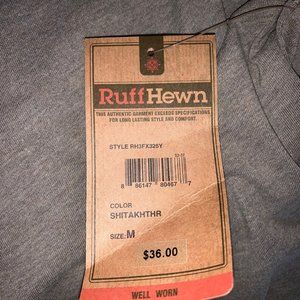 RuffHewn
THIS AUTHENTIC GARMENT EXCEEDS SPECIFICATIONS
FOR LONG LASTING STYLE AND COMFORT.
STYLE RH3FX325Y
8 86147 80467 7
COLOR
SHITAKHTHR
SIZE: M
$36.00
WELL WORN